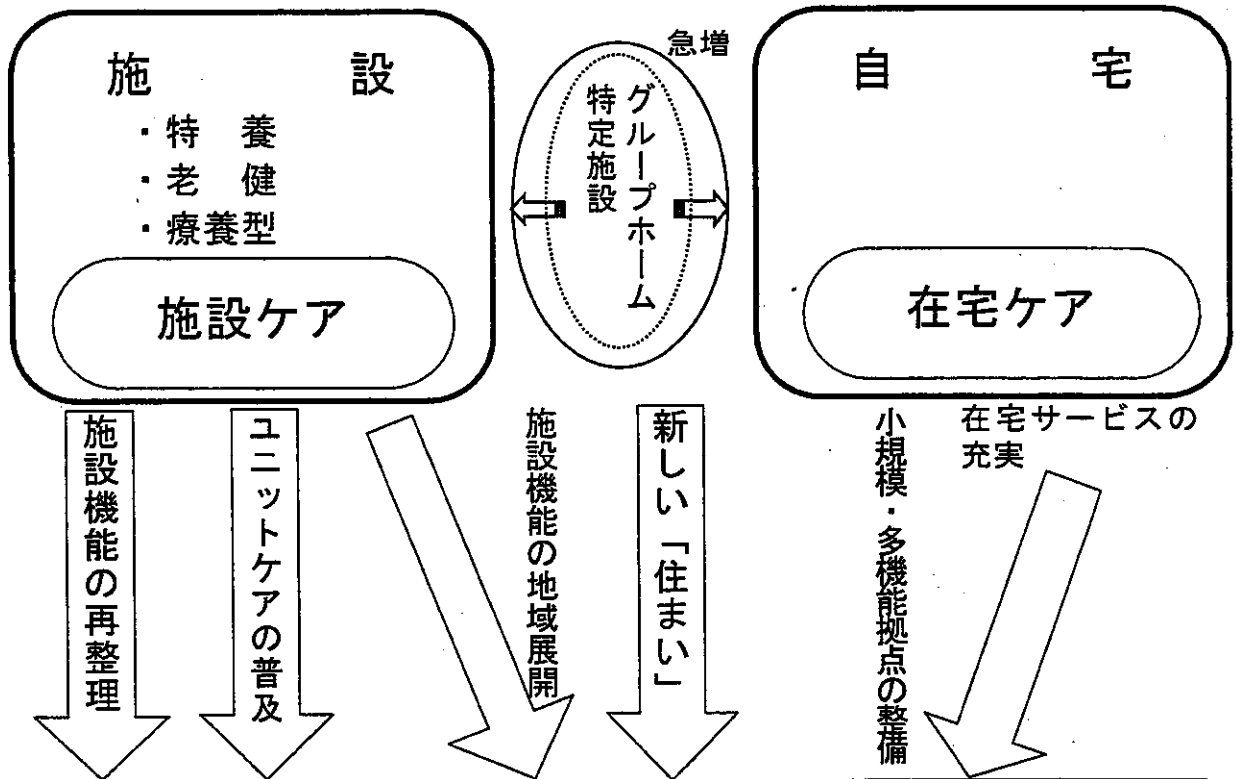 施設
・特養
・老健
・療養型
施設ケア
急増
グループホーム
特定施設
自宅
在宅ケア
施設機能の再整理
ユニットケアの普及
施設機能の地域展開
新しい「住まい」
小規模・多機能拠点の整備
在宅サービスの
充実